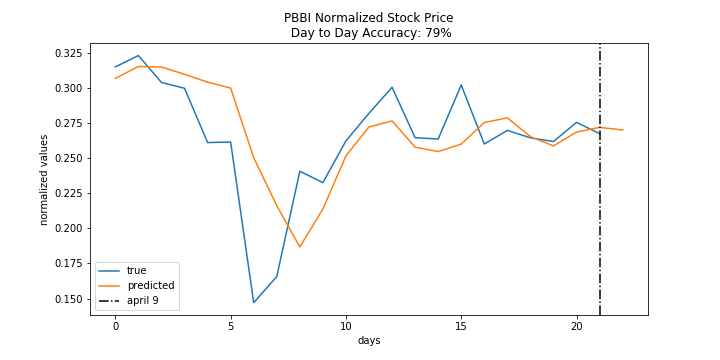 PBBI Normalized Stock Price
Day to Day Accuracy: 79%
normalized values
0.325
0.300
0.275
0.250
0.225
0.200
0.175
0.150
true
predicted
april 9
0
5
10
15
20
days